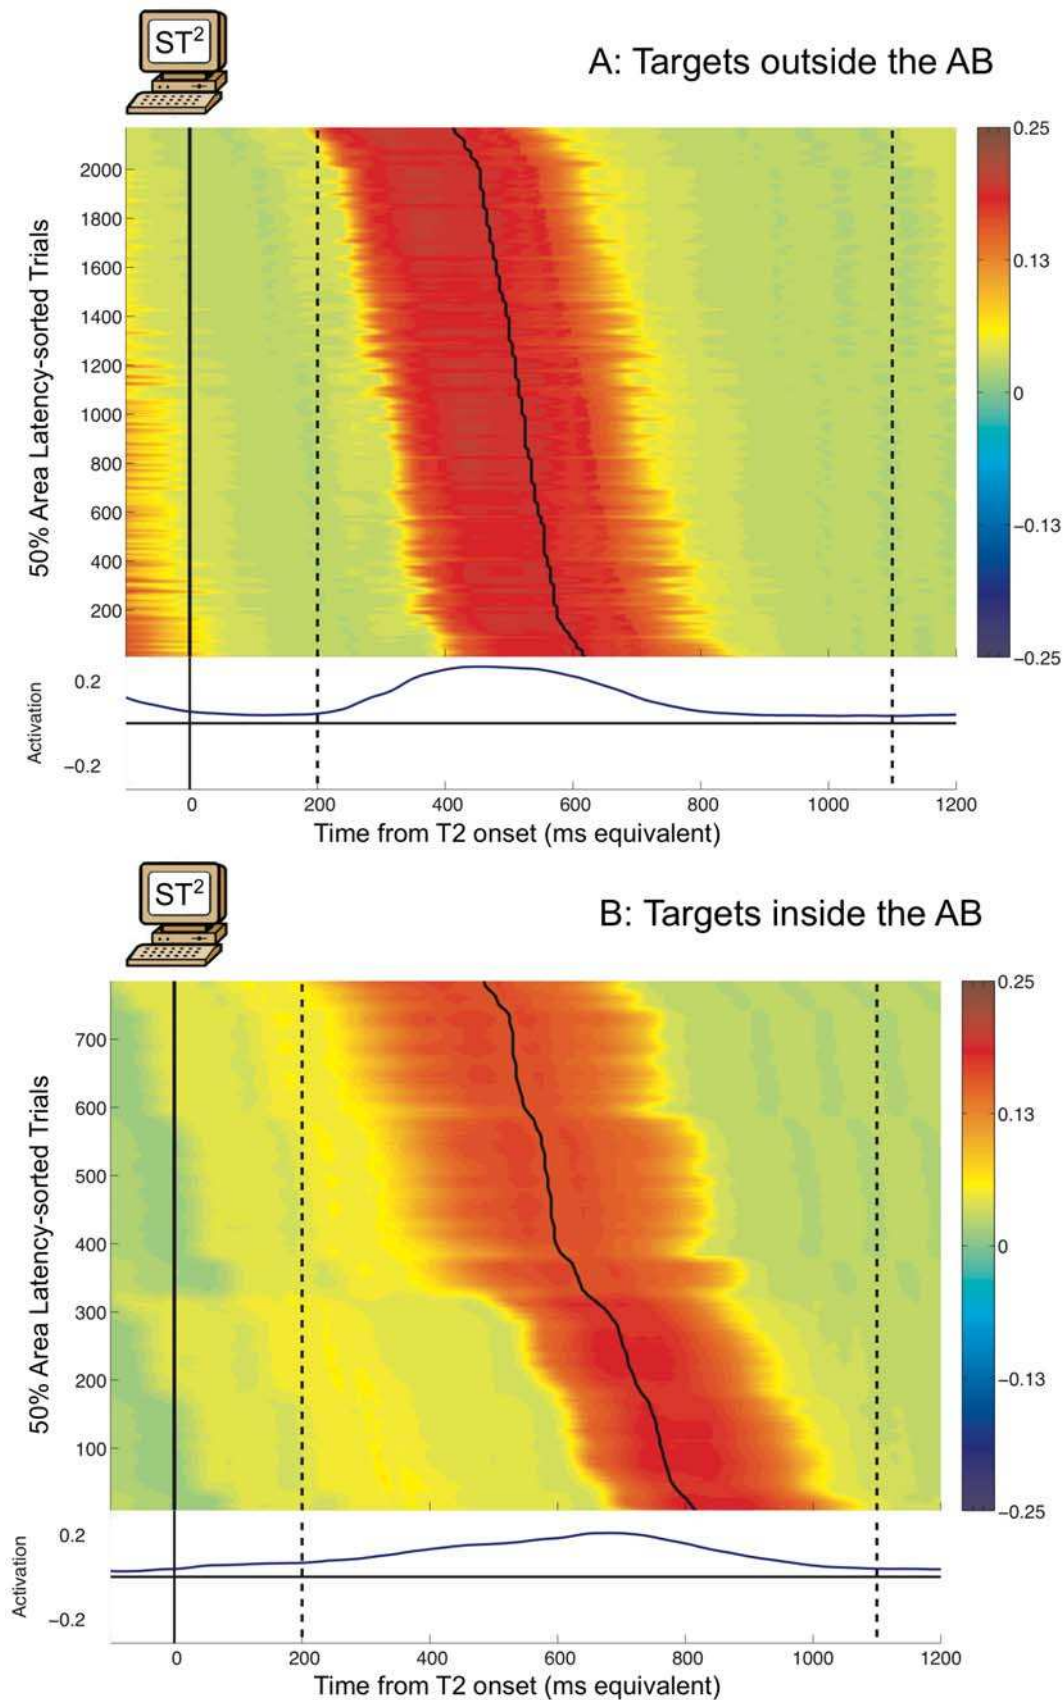 ST²
A: Targets outside the AB
50% Area Latency-sorted Trials
2000
1800
1600
1400
1200
1000
800
600
400
200
0.25
0.13
0
−0.13
−0.25
Activation
0.2
−0.2
0 200 400 600 800 1000 1200
Time from T2 onset (ms equivalent)
ST²
B: Targets inside the AB
50% Area Latency-sorted Trials
700
600
500
400
300
200
100
0.25
0.13
0
−0.13
−0.25
Activation
0.2
−0.2
0 200 400 600 800 1000 1200
Time from T2 onset (ms equivalent)